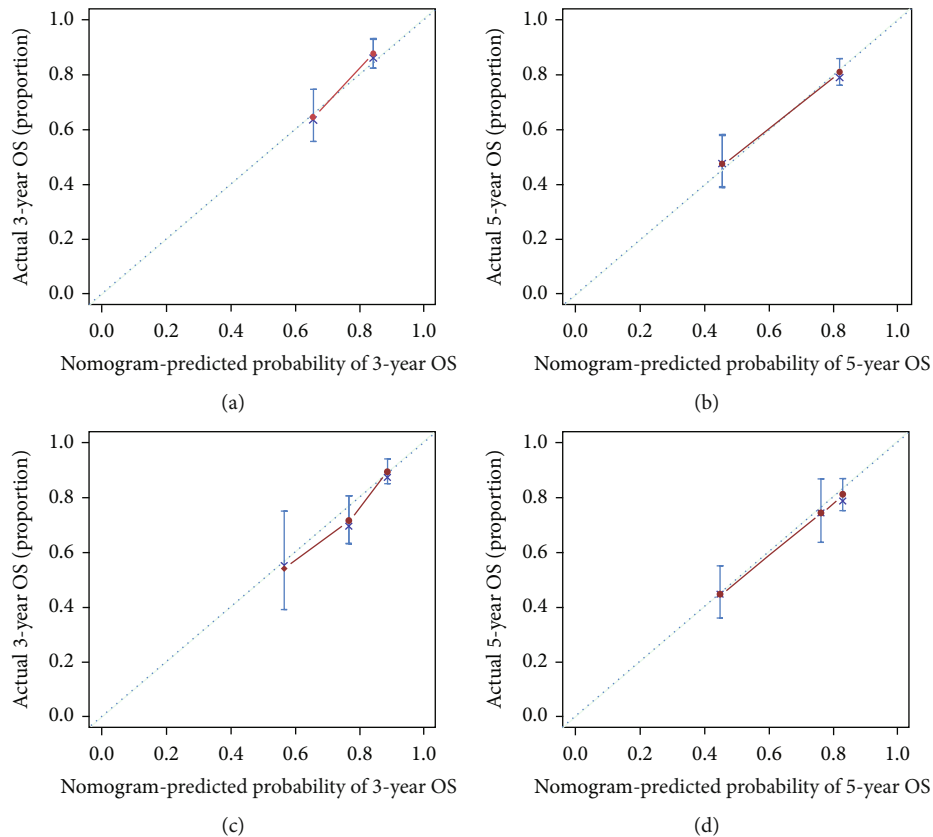 1.0
0.8
0.6
0.4
0.2
0.0
Actual 3-year OS (proportion)
0.0 0.2 0.4 0.6 0.8 1.0
Nomogram-predicted probability of 3-year OS
(a)
1.0
0.8
0.6
0.4
0.2
0.0
Actual 5-year OS (proportion)
0.0 0.2 0.4 0.6 0.8 1.0
Nomogram-predicted probability of 5-year OS
(b)
1.0
0.8
0.6
0.4
0.2
0.0
Actual 3-year OS (proportion)
0.0 0.2 0.4 0.6 0.8 1.0
Nomogram-predicted probability of 3-year OS
(c)
1.0
0.8
0.6
0.4
0.2
0.0
Actual 5-year OS (proportion)
0.0 0.2 0.4 0.6 0.8 1.0
Nomogram-predicted probability of 5-year OS
(d)